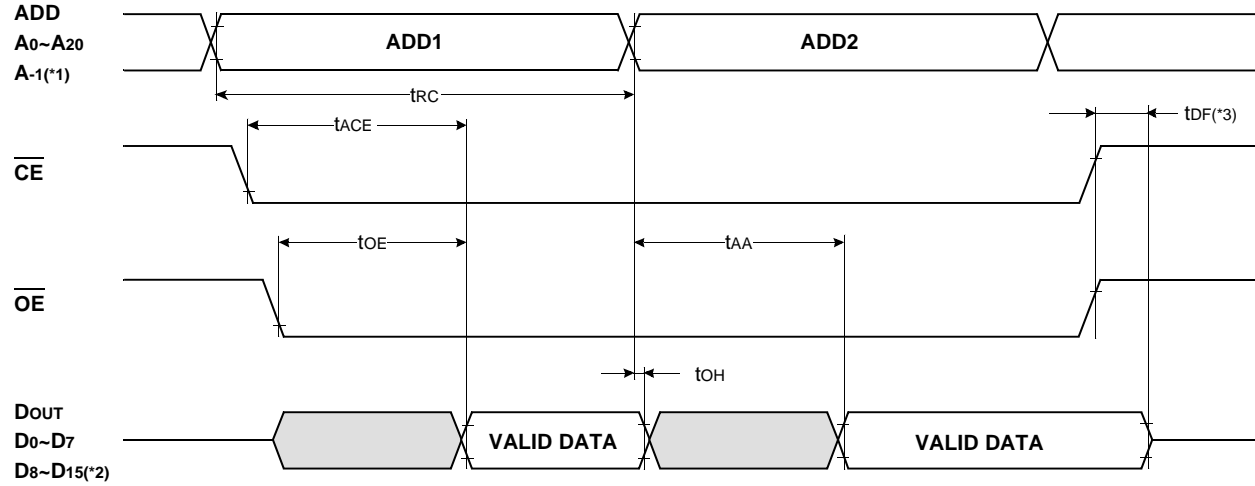 ADD
A0~A20
A-1(*1)
ADD1
ADD2
tRC
tACE
tDF(*3)
CE
tOE
tAA
OE
tOH
DOUT
D0~D7
D8~D15(*2)
VALID DATA
VALID DATA